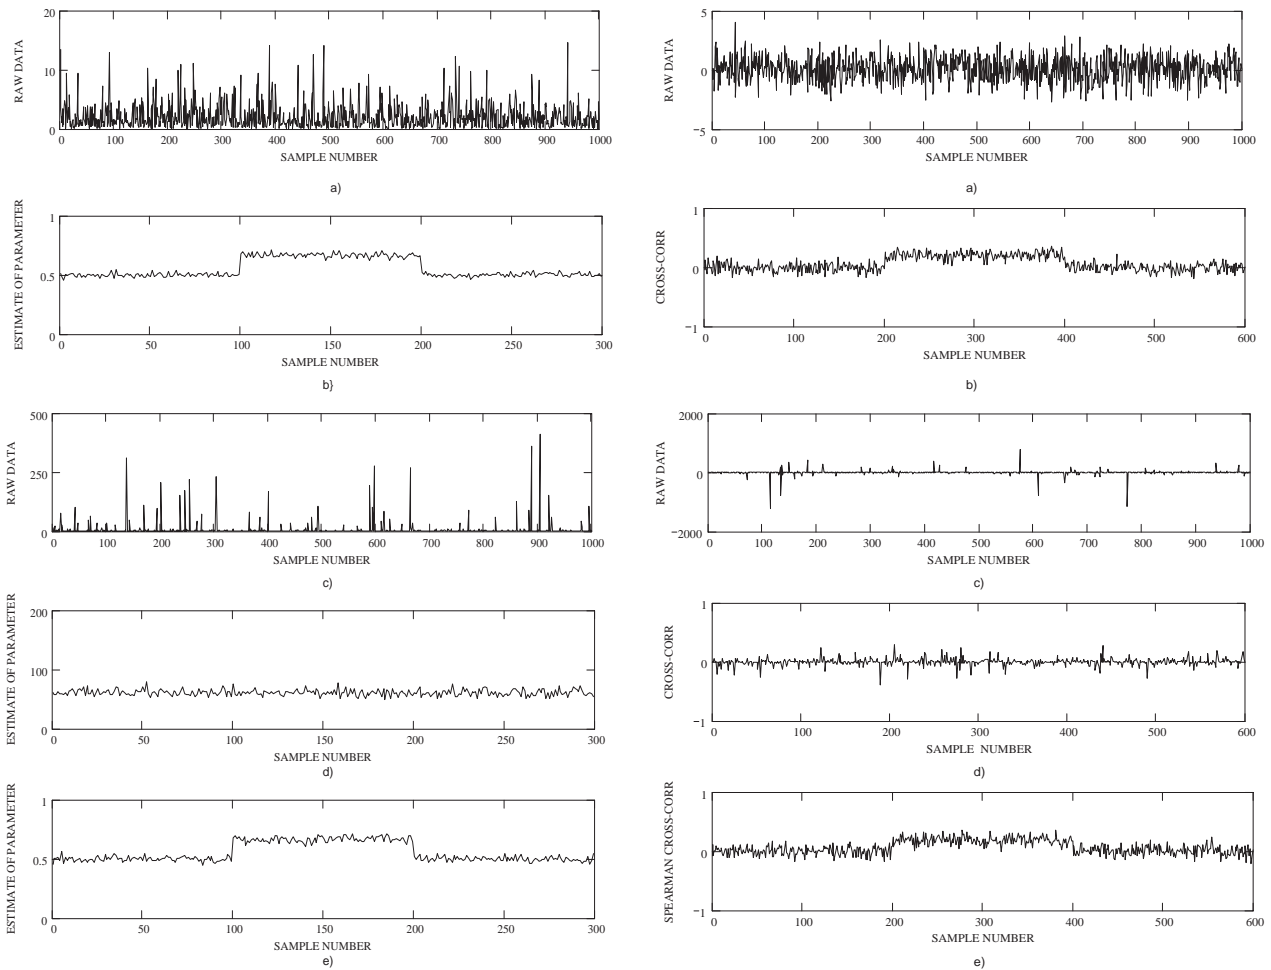 20
10
0
RAW DATA
0 100 200 300 400 500 600 700 800 900 1000
SAMPLE NUMBER
a)
1
0.5
0
ESTIMATE OF PARAMETER
0 50 100 150 200 250 300
SAMPLE NUMBER
b}
500
250
0
RAW DATA
0 100 200 300 400 500 600 700 800 900 1000
SAMPLE NUMBER
c)
200
100
0
ESTIMATE OF PARAMETER
0 50 100 150 200 250 300
SAMPLE NUMBER
d)
1
0.5
0
ESTIMATE OF PARAMETER
0 50 100 150 200 250 300
SAMPLE NUMBER
e)
5
0
−5
RAW DATA
0 100 200 300 400 500 600 700 800 900 1000
SAMPLE NUMBER
a)
1
0
−1
CROSS-CORR
0 100 200 300 400 500 600
SAMPLE NUMBER
b)
2000
0
−2000
RAW DATA
0 100 200 300 400 500 600 700 800 900 1000
SAMPLE NUMBER
c)
1
0
−1
CROSS-CORR
0 100 200 300 400 500 600
SAMPLE NUMBER
d)
1
0
−1
SPEARMAN CROSS-CORR
0 100 200 300 400 500 600
SAMPLE NUMBER
e)